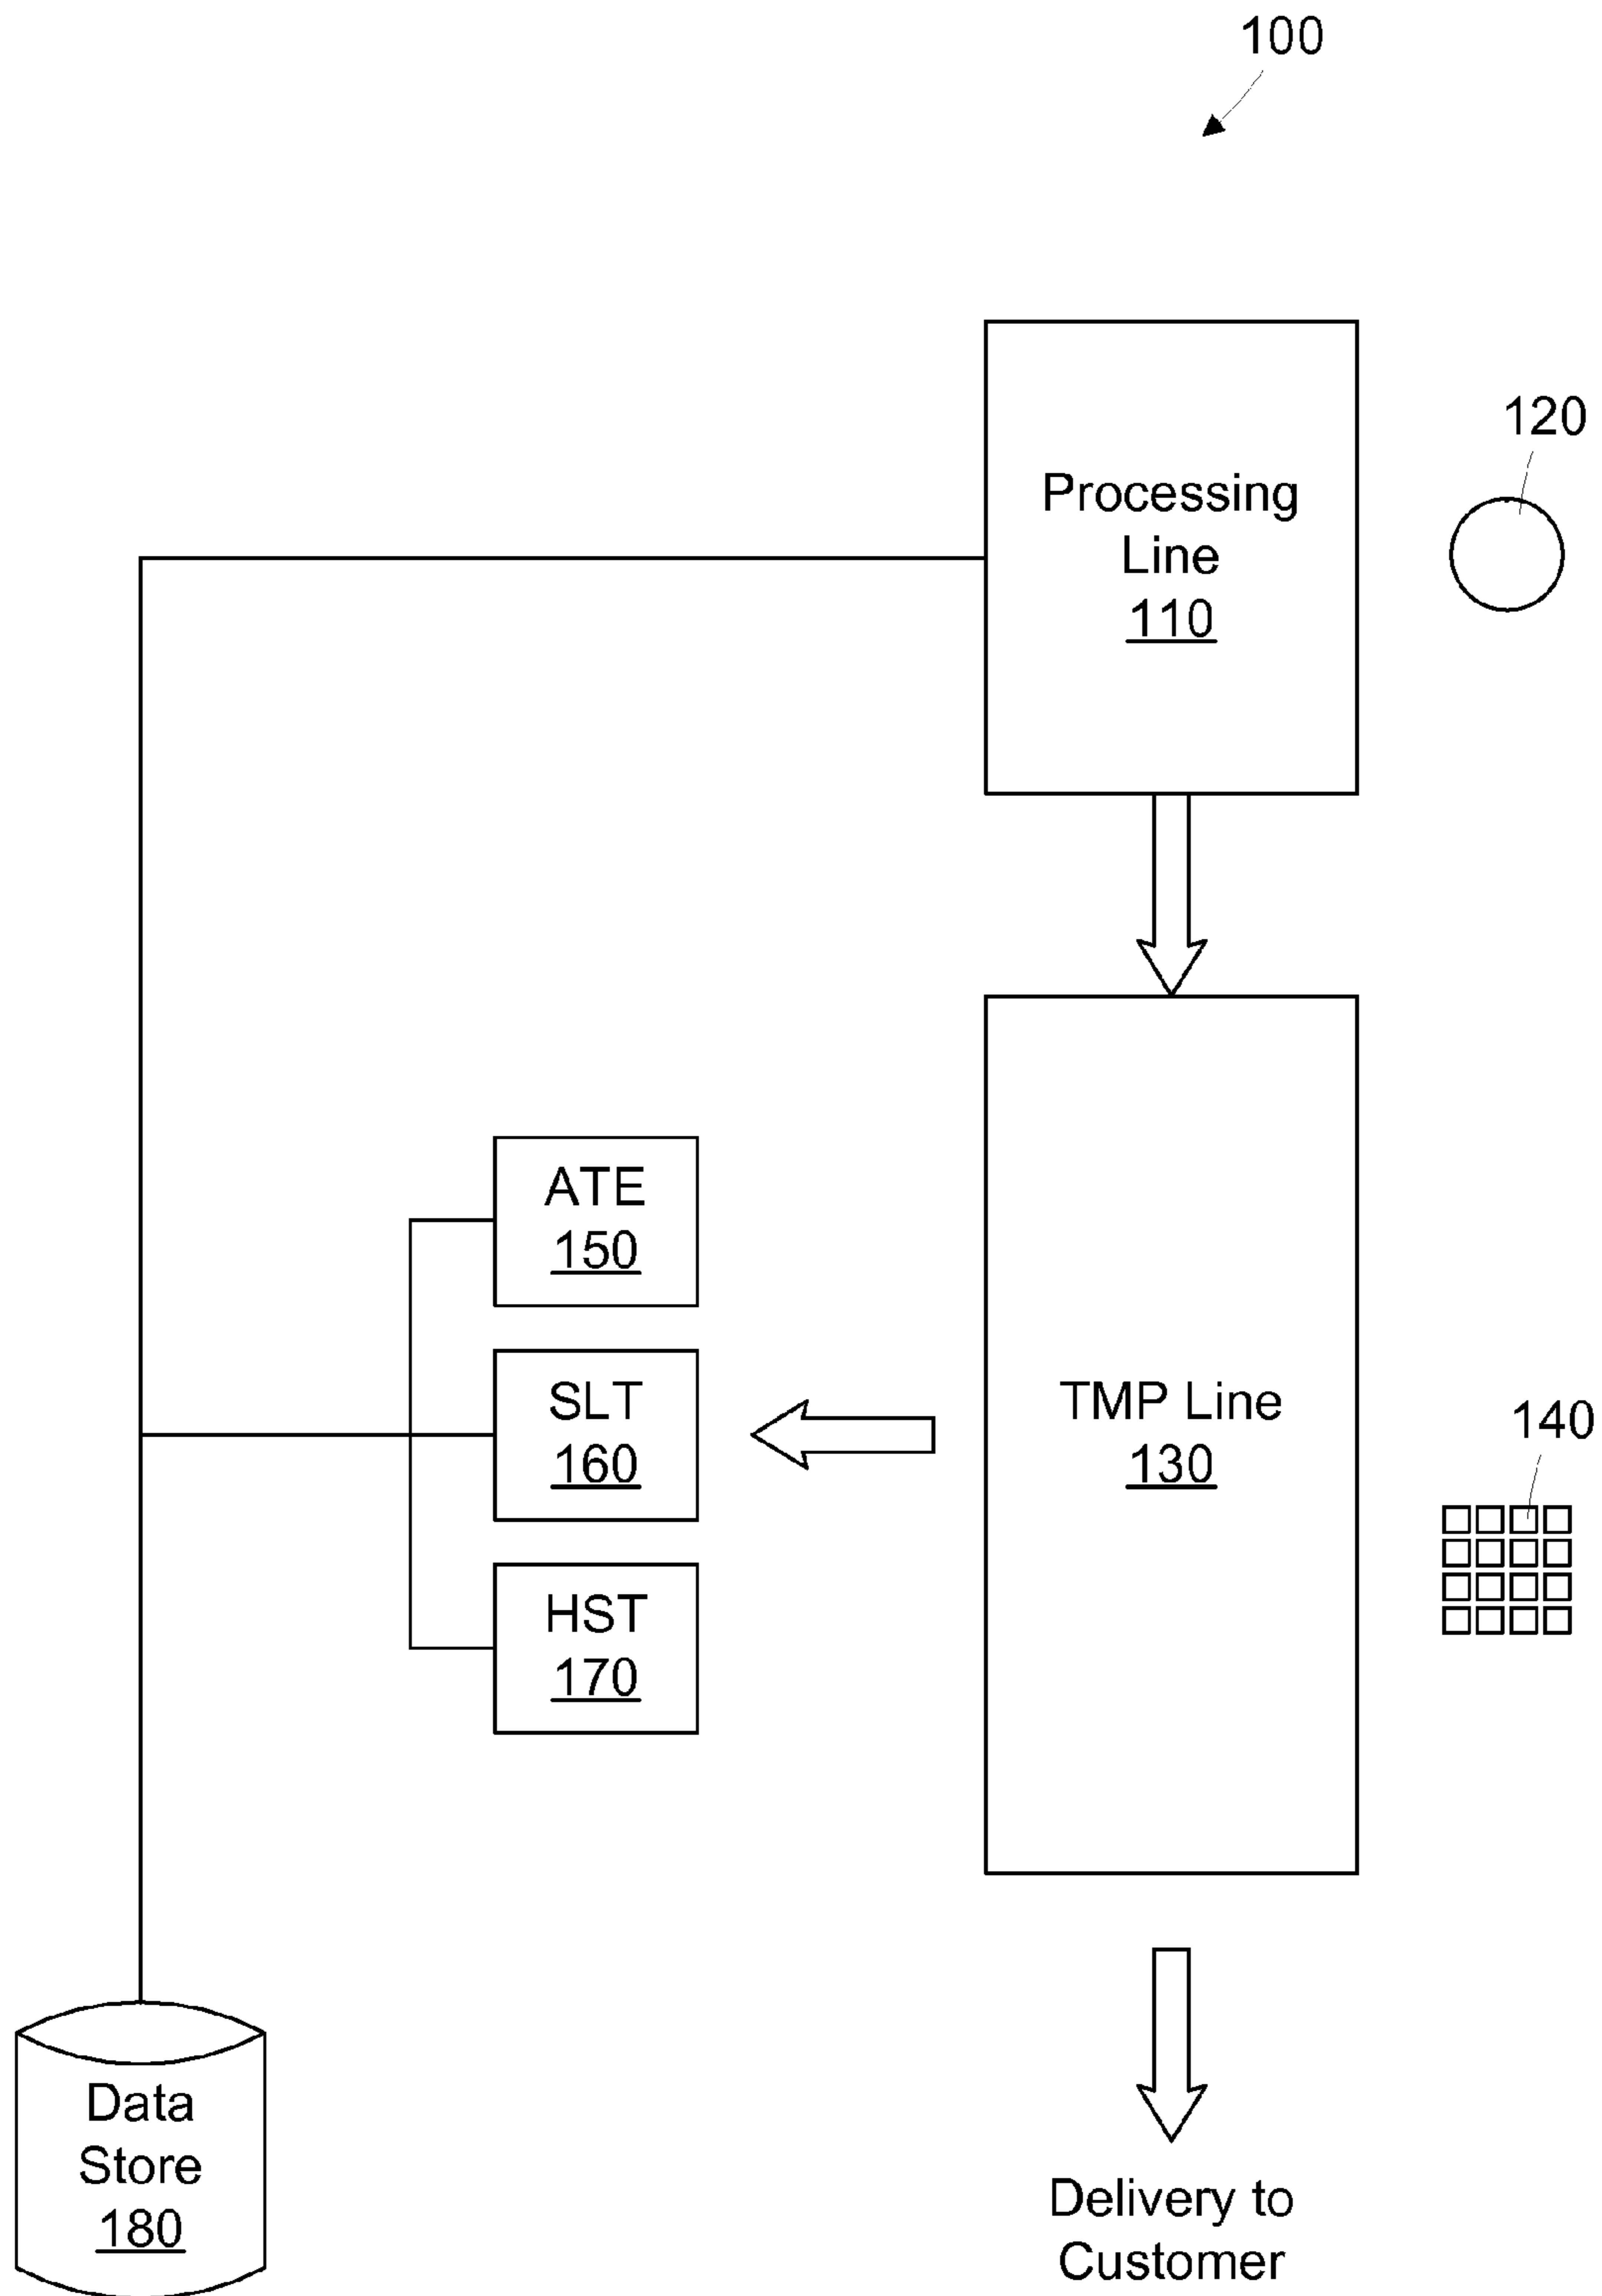 100
Processing
Line
110
120
ATE
150
SLT
160
HST
170
TMP Line
130
140
Data
Store
180
Delivery to
Customer